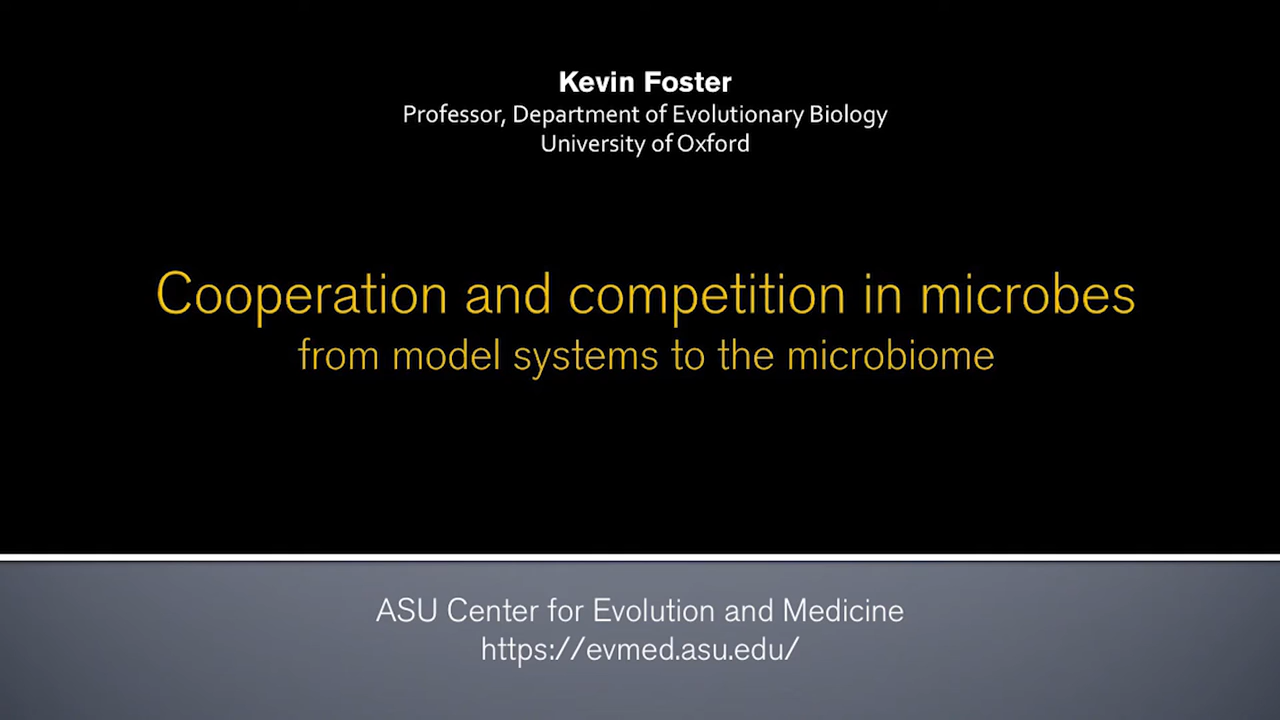 Kevin Foster
Professor, Department of Evolutionary Biology
University of Oxford
Cooperation and competition in microbes
from model systems to the microbiome
ASU Center for Evolution and Medicine
https://evmed.asu.edu/